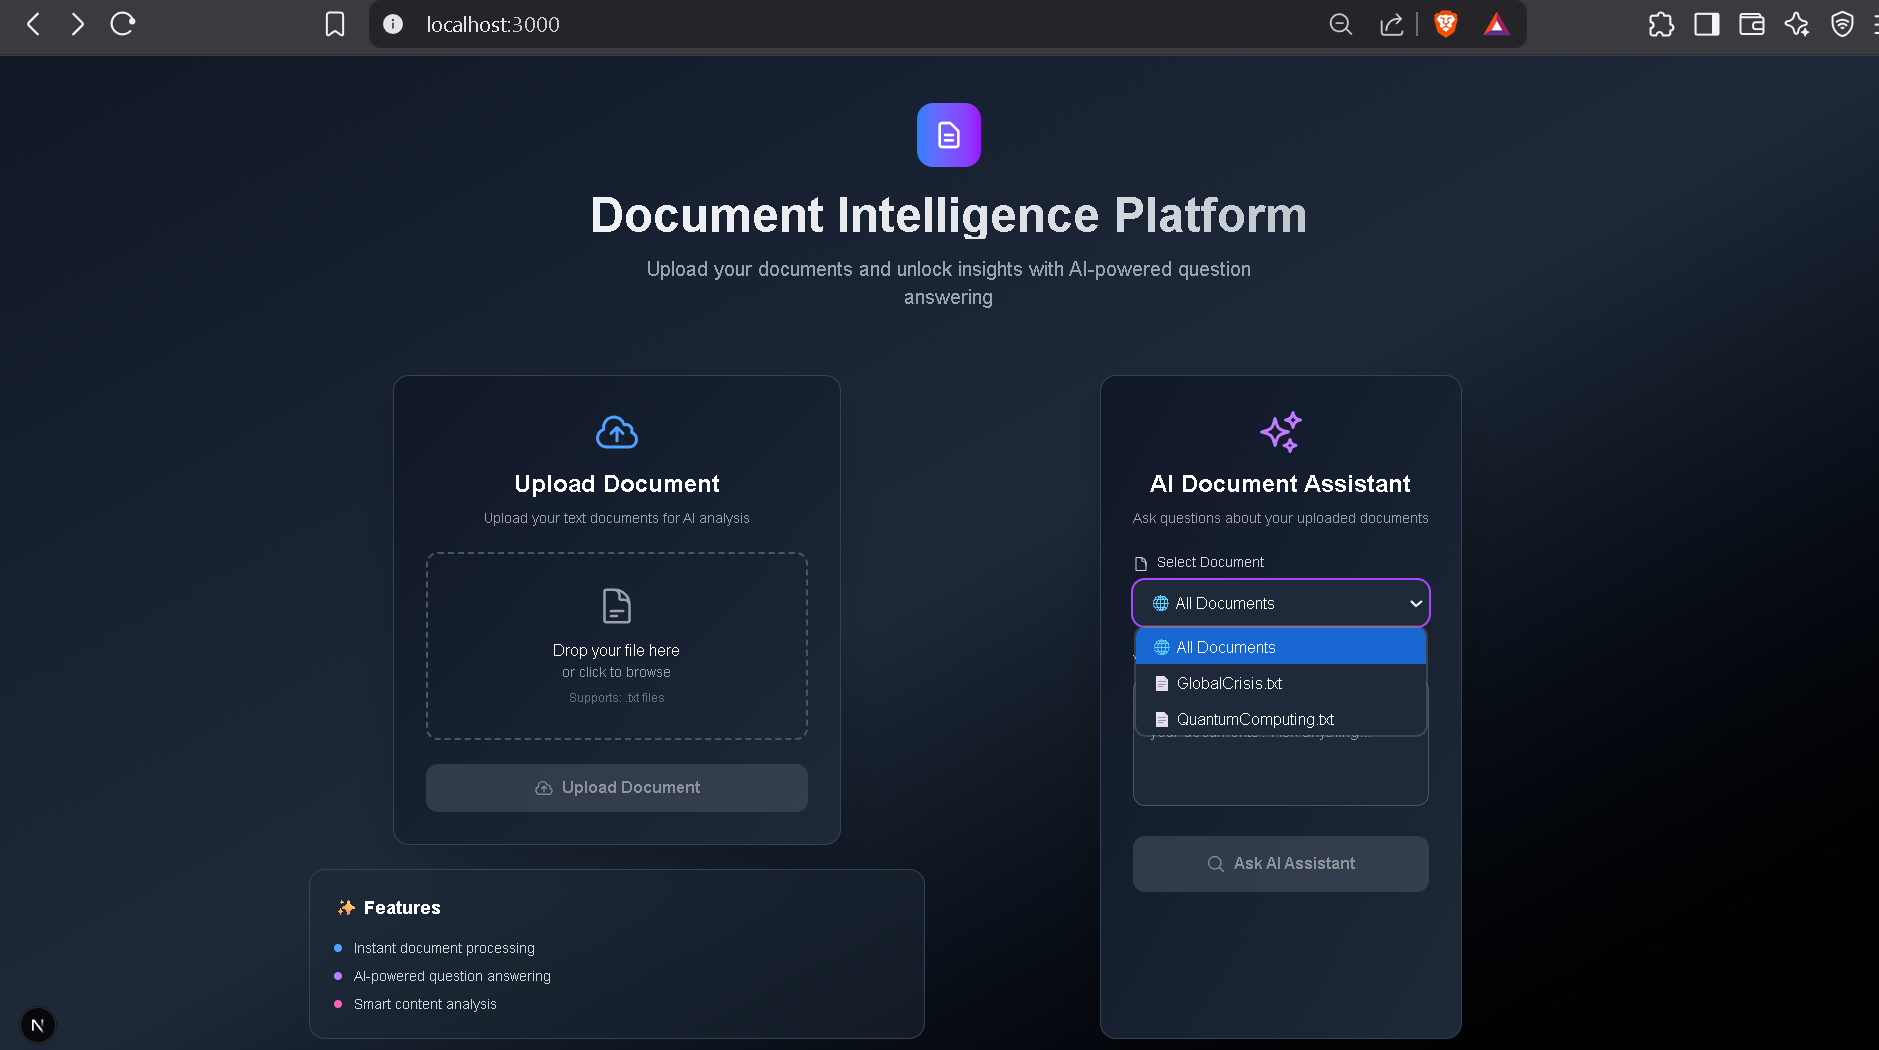 localhost:3000
Document Intelligence Platform
Upload your documents and unlock insights with AI-powered question
answering
Upload Document
Upload your text documents for AI analysis
Drop your file here
or click to browse
Supports: .txt files
Upload Document
✨ Features
Instant document processing
AI-powered question answering
Smart content analysis
N
AI Document Assistant
Ask questions about your uploaded documents
Select Document
🌐 All Documents
🌐 All Documents
📄 GlobalCrisis.txt
📄 QuantumComputing.txt
Ask AI Assistant